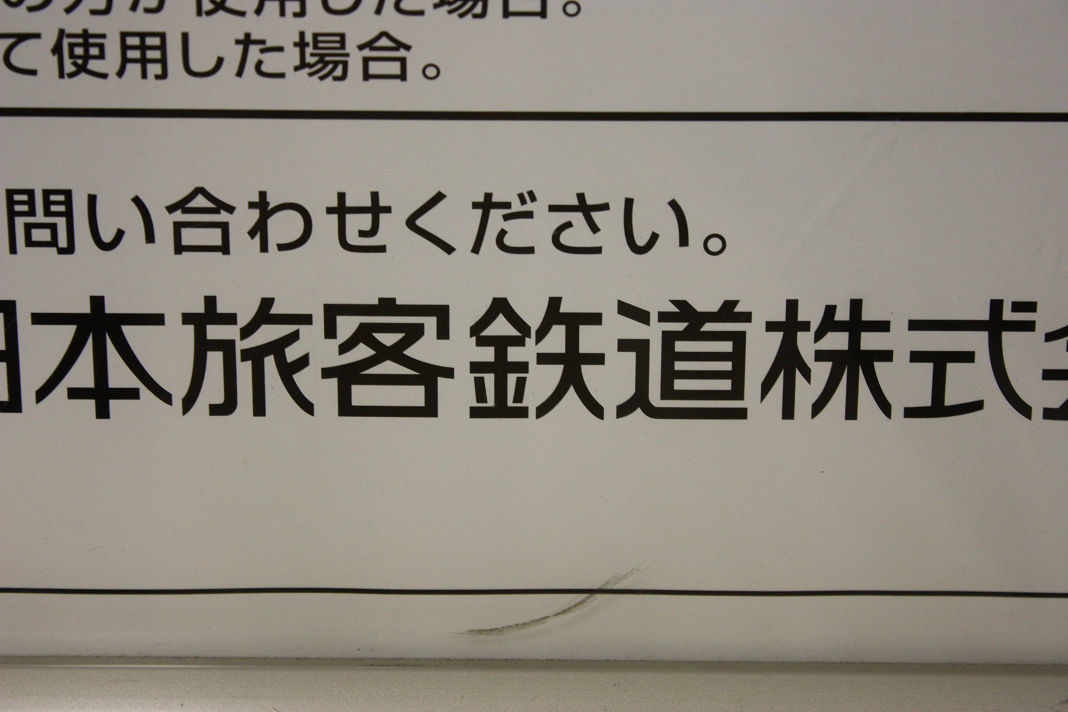 の方が使用した場合。
て使用した場合。
問い合わせください。
日本旅客鉄道株式会